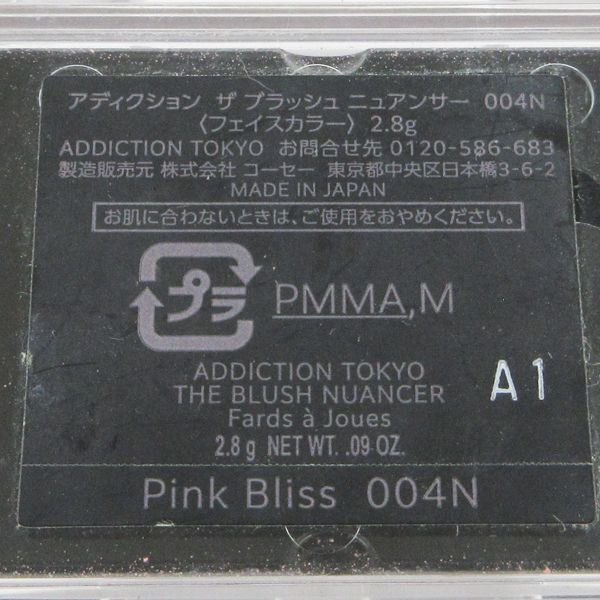 アディクション ザ ブラッシュ ニュアンサー 004N
〈フェイスカラー〉 2.8g
ADDICTION TOKYO お問合せ先 0120-586-683
製造販売元 株式会社 コーセー 東京都中央区日本橋3-6-2
MADE IN JAPAN
お肌に合わないときは、ご使用をおやめください。
プラ PMMA,M
ADDICTION TOKYO
THE BLUSH NUANCER
Fards à Joues
2.8 g NET WT. .09 OZ.
A1
Pink Bliss 004N